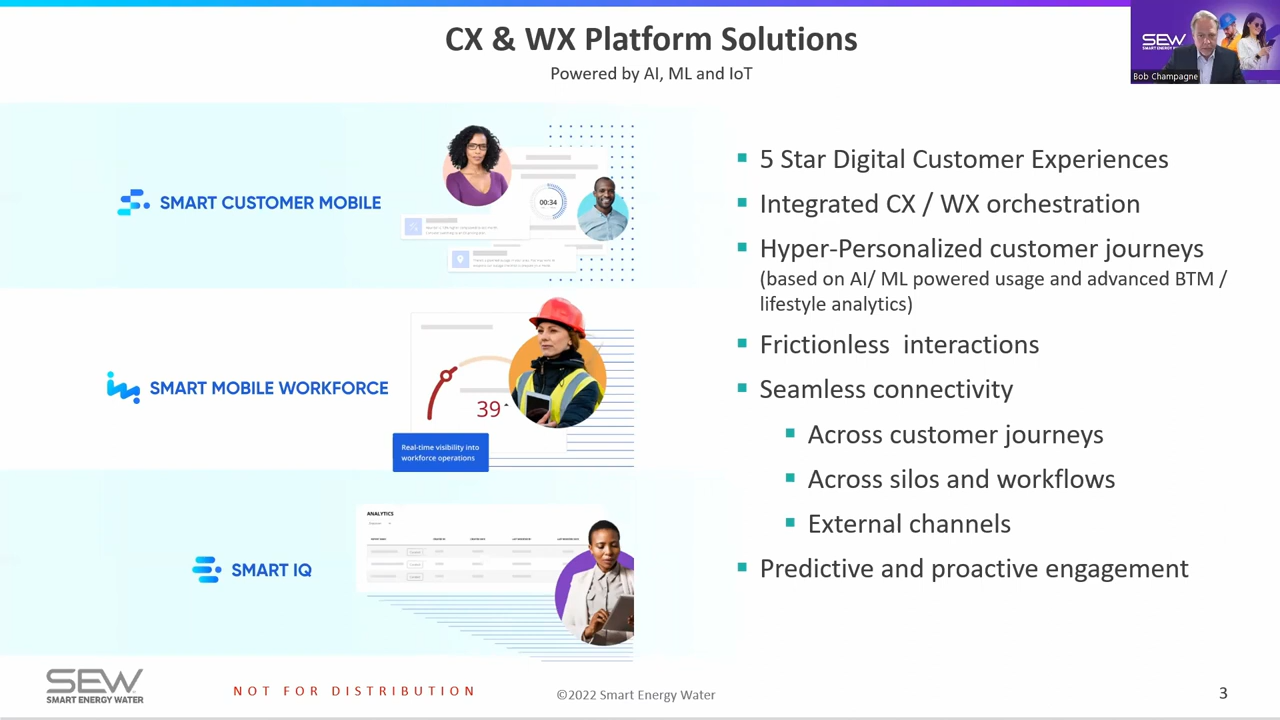 CX & WX Platform Solutions
Powered by AI, ML and IoT
SEW
SMART ENERGY
Bob Champagne
SMART CUSTOMER MOBILE
00:34
SMART MOBILE WORKFORCE
39
Real-time visibility into
workforce operations
SMART IQ
ANALYTICS
5 Star Digital Customer Experiences
Integrated CX / WX orchestration
Hyper-Personalized customer journeys
(based on AI/ ML powered usage and advanced BTM /
lifestyle analytics)
Frictionless interactions
Seamless connectivity
Across customer journeys
Across silos and workflows
External channels
Predictive and proactive engagement
SEW
SMART ENERGY WATER
NOT FOR DISTRIBUTION
©2022 Smart Energy Water
3